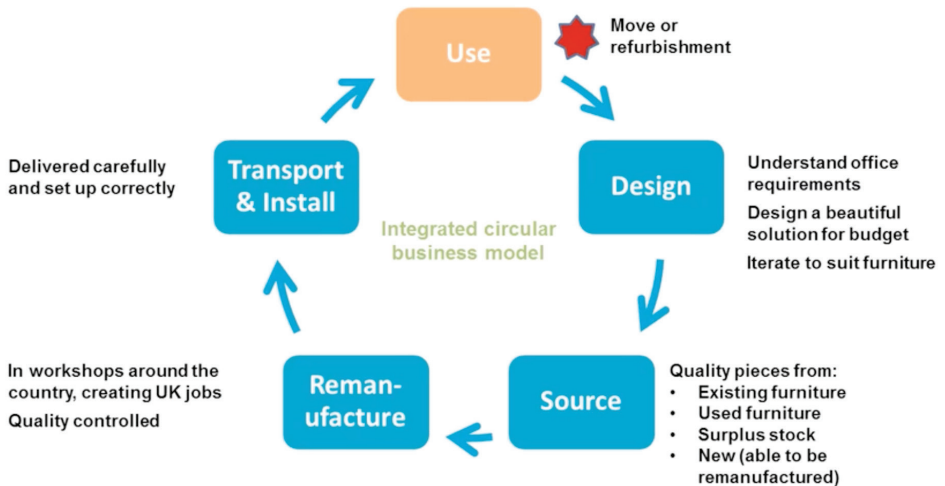 Use
Move or
refurbishment
Delivered carefully
and set up correctly
Transport
& Install
Design
Understand office
requirements
Design a beautiful
solution for budget
Iterate to suit furniture
Integrated circular
business model
In workshops around the
country, creating UK jobs
Quality controlled
Reman-
ufacture
Source
Quality pieces from:
• Existing furniture
• Used furniture
• Surplus stock
• New (able to be
remanufactured)